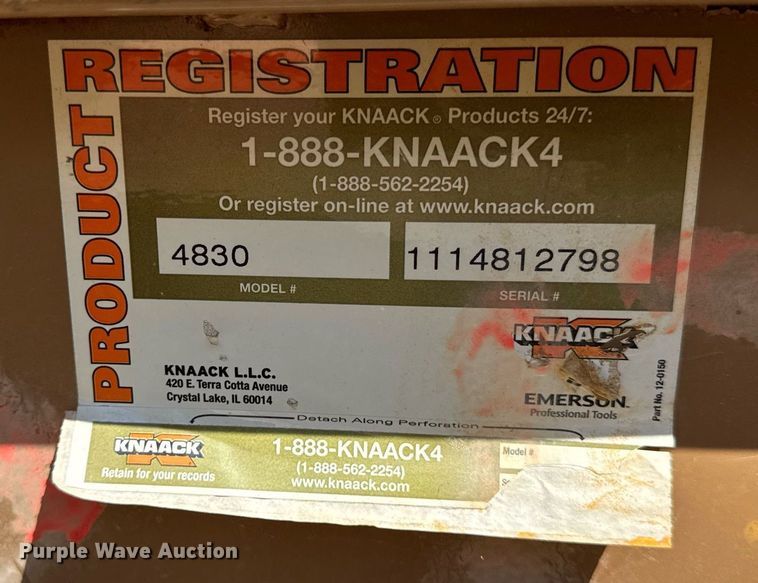 PRODUCT REGISTRATION
Register your KNAACK® Products 24/7:
1-888-KNAACK4
(1-888-562-2254)
Or register on-line at www.knaack.com
4830 1114812798
MODEL # SERIAL #
KNAACK
KNAACK L.L.C.
420 E. Terra Cotta Avenue
Crystal Lake, IL 60014
EMERSON
Professional Tools
Part No. 12-0150
Detach Along Perforation
KNAACK
Retain for your records
1-888-KNAACK4
(1-888-562-2254)
www.knaack.com
Model #
Purple Wave Auction